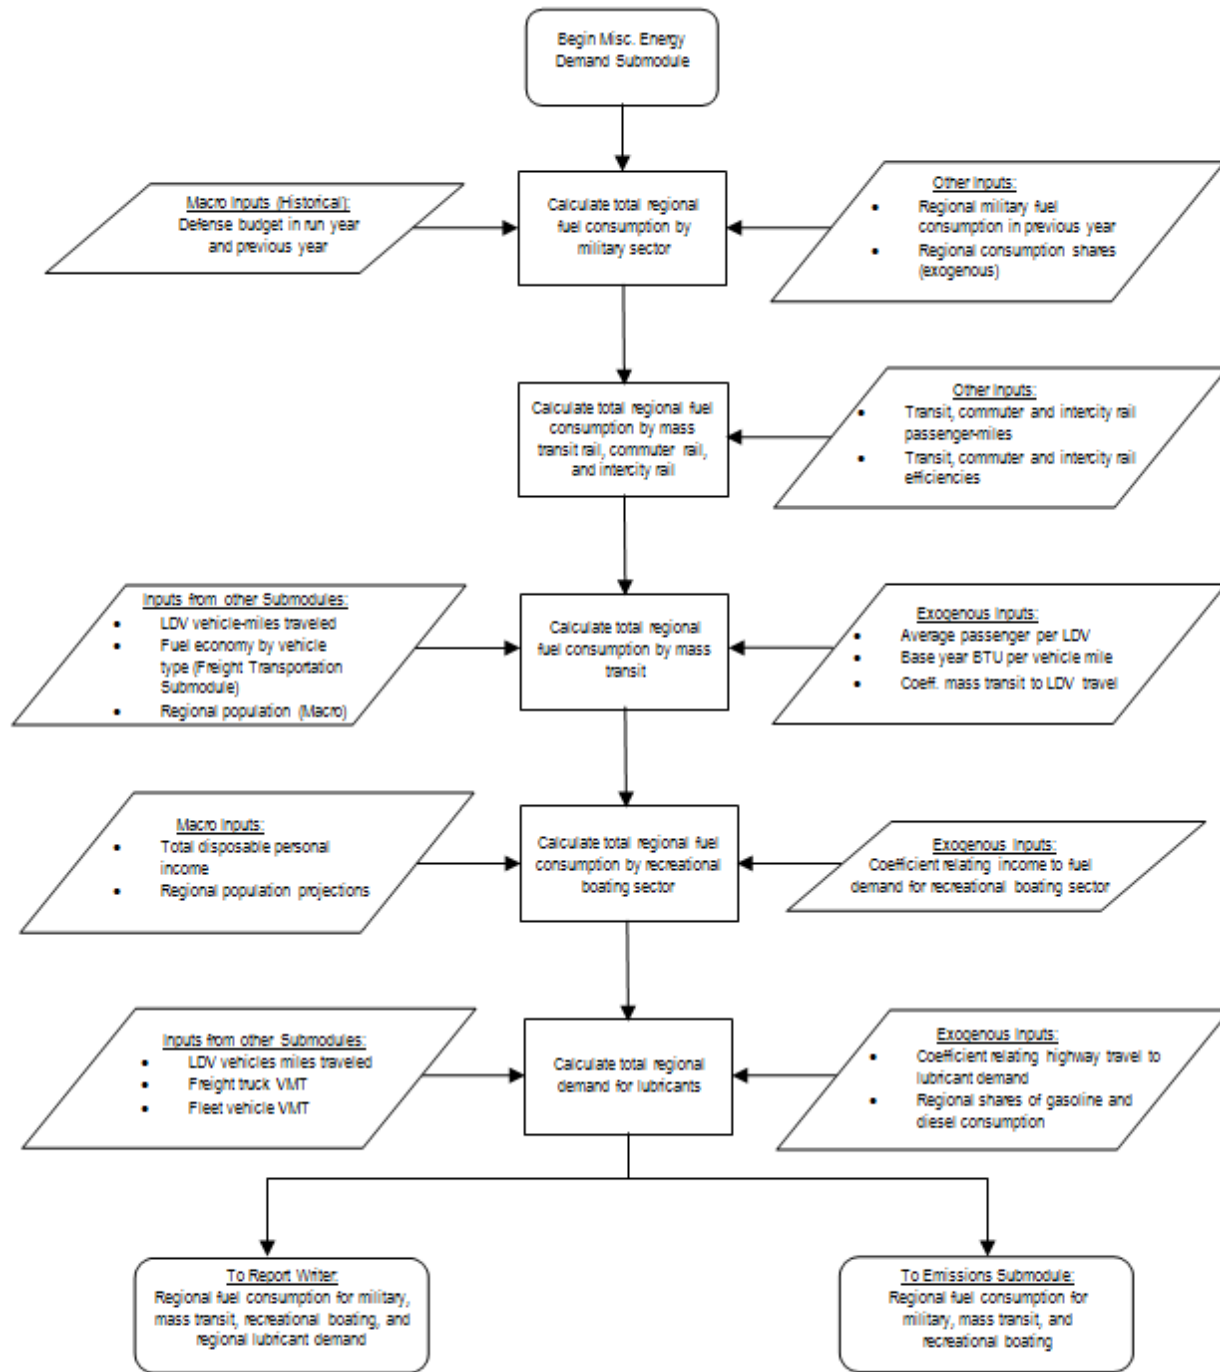 Begin Misc. Energy
Demand Submodule
Macro Inputs (Historical):
Defense budget in run year
and previous year
Calculate total regional
fuel consumption by
military sector
Other Inputs:
• Regional military fuel
consumption in previous year
• Regional consumption shares
(exogenous)
Calculate total regional fuel
consumption by mass
transit rail, commuter rail,
and intercity rail
Other Inputs:
• Transit, commuter and intercity rail
passenger-miles
• Transit, commuter and intercity rail
efficiencies
Inputs from other Submodules:
• LDV vehicle-miles traveled
• Fuel economy by vehicle
type (Freight Transportation
Submodule)
• Regional population (Macro)
Calculate total regional
fuel consumption by mass
transit
Exogenous Inputs:
• Average passenger per LDV
• Base year BTU per vehicle mile
• Coeff. mass transit to LDV travel
Macro Inputs:
• Total disposable personal
income
• Regional population projections
Calculate total regional fuel
consumption by recreational
boating sector
Exogenous Inputs:
Coefficient relating income to fuel
demand for recreational boating sector
Inputs from other Submodules:
• LDV vehicles miles traveled
• Freight truck VMT
• Fleet vehicle VMT
Calculate total regional
demand for lubricants
Exogenous Inputs:
• Coefficient relating highway travel to
lubricant demand
• Regional shares of gasoline and
diesel consumption
To Report Writer:
Regional fuel consumption for military,
mass transit, recreational boating, and
regional lubricant demand
To Emissions Submodule:
Regional fuel consumption for
military, mass transit, and
recreational boating